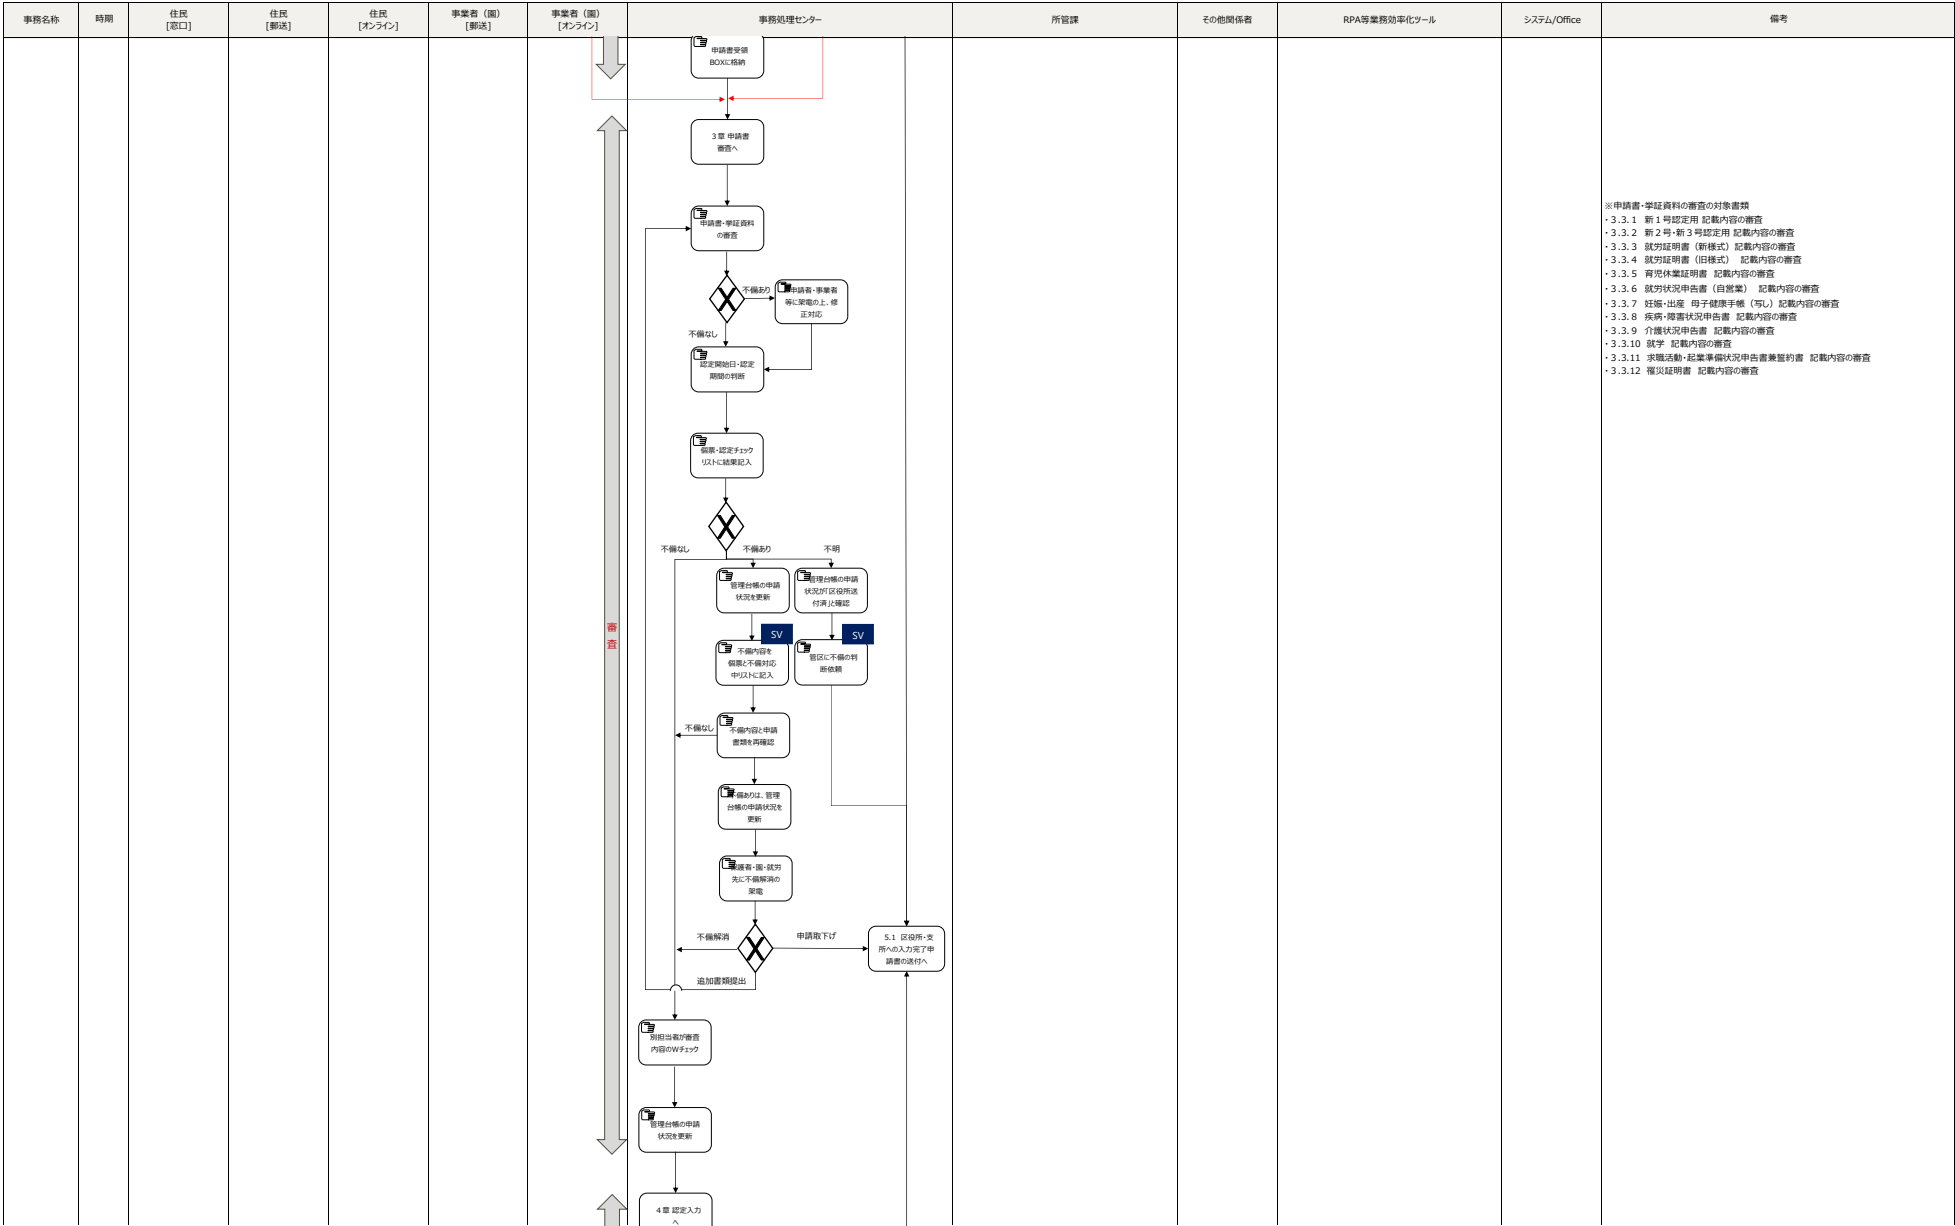 事務名称
時期
住民
[窓口]
住民
[郵送]
住民
[オンライン]
事業者（園）
[郵送]
事業者（園）
[オンライン]
事務処理センター
所管課
その他関係者
RPA等業務効率化ツール
システム/Office
備考
申請書受領
BOXに格納
3章 申請書
審査へ
申請書・挙証資料
の審査
不備あり
申請者・事業者
等に架電の上、修
正対応
不備なし
認定開始日・認定
期間の判断
個票・認定チェック
リストに結果記入
不備なし
不備あり
不明
管理台帳の申請
状況を更新
管理台帳の申請
状況が「区役所送
付済」と確認
SV
SV
不備内容を
個票と不備対応
中リストに記入
管区に不備の判
断依頼
審
査
不備なし
不備内容と申請
書類を再確認
不備ありは、管理
台帳の申請状況を
更新
保護者・園・就労
先に不備解消の
架電
不備解消
申請取下げ
5.1 区役所・支
所への入力完了申
請書の送付へ
追加書類提出
別担当者が審査
内容のWチェック
管理台帳の申請
状況を更新
4章 認定入力
へ
※申請書・挙証資料の審査の対象書類
・3.3.1 新1号認定用 記載内容の審査
・3.3.2 新2号・新3号認定用 記載内容の審査
・3.3.3 就労証明書（新様式）記載内容の審査
・3.3.4 就労証明書（旧様式） 記載内容の審査
・3.3.5 育児休業証明書 記載内容の審査
・3.3.6 就労状況申告書（自営業） 記載内容の審査
・3.3.7 妊娠・出産 母子健康手帳（写し）記載内容の審査
・3.3.8 疾病・障害状況申告書 記載内容の審査
・3.3.9 介護状況申告書 記載内容の審査
・3.3.10 就学 記載内容の審査
・3.3.11 求職活動・起業準備状況申告書兼誓約書 記載内容の審査
・3.3.12 罹災証明書 記載内容の審査